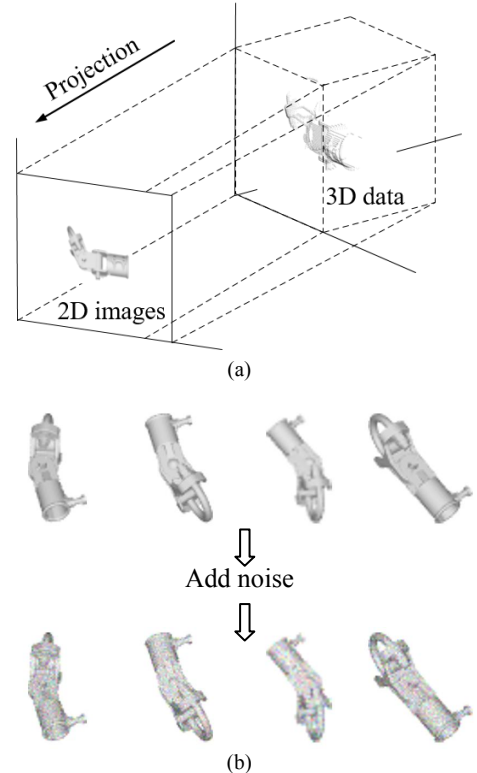 Projection
3D data
2D images
(a)
Add noise
(b)